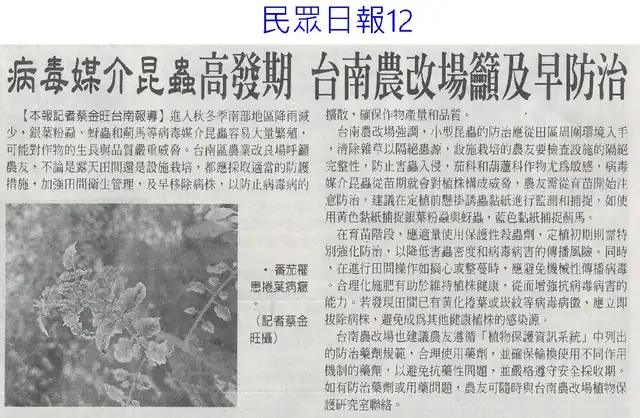 民眾日報12
病毒媒介昆蟲高發期 台南農改場籲及早防治
【本報記者蔡金旺台南報導】進入秋冬季南部地區降雨減
少，銀葉粉蝨、蚜蟲和薊馬等病毒媒介昆蟲容易大量繁殖，
可能對作物的生長與品質嚴重威脅。台南區農業改良場呼籲
農友，不論是露天田間還是設施栽培，都應採取適當的防護
措施，加強田間衛生管理，及早移除病株，以防止病毒病的
擴散，確保作物產量和品質。
台南農改場強調，小型昆蟲的防治應從田區周圍環境入手
，清除雜草以隔絕蟲源，設施栽培的農友要檢查設施的隔絕
完整性，防止害蟲入侵，茄科和葫蘆科作物尤為敏感，病毒
媒介昆蟲從苗期就會對植株構成威脅，農友需從育苗開始注
意防治。建議在定植前懸掛誘蟲黏紙進行監測和捕捉，如使
用黃色黏紙捕捉銀葉粉蝨與蚜蟲，藍色黏紙捕捉薊馬。
在育苗階段，應適量使用保護性殺蟲劑，定植初期則需特
別強化防治，以降低害蟲密度和病毒病害的傳播風險。同時
，在進行田間操作如摘心或整蔓時，應避免機械性傳播病毒
。合理化施肥有助於維持植株健康，從而增強抗病毒病害的
能力。若發現田間已有黃化捲葉或斑紋等病毒病徵，應立即
拔除病株，避免成為其他健康植株的感染源。
台南農改場也建議農友遵循「植物保護資訊系統」中列出
的防治藥劑規範，合理使用藥劑，並確保輪換使用不同作用
機制的藥劑，以避免抗藥性問題，並嚴格遵守安全採收期。
如有防治藥劑或用藥問題，農友可隨時與台南農改場植物保
護研究室聯絡。
・番茄罹
患捲葉病癥
。
（記者蔡金
旺攝）